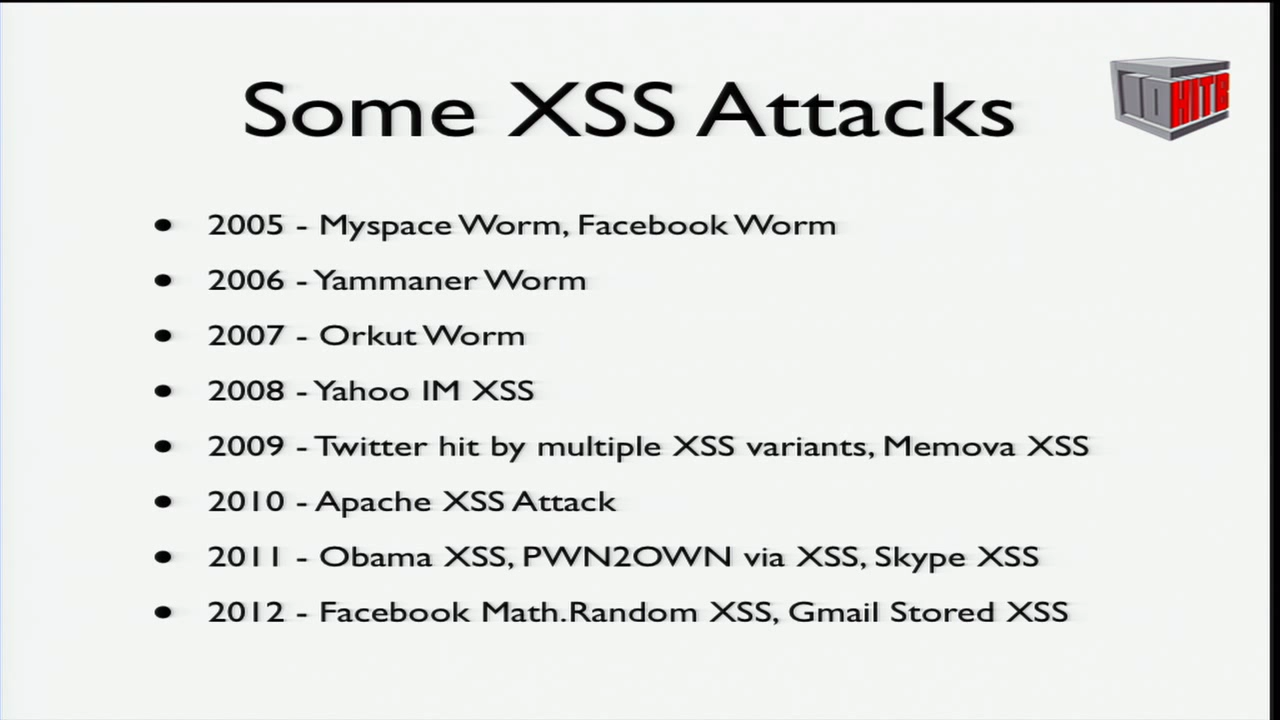 Some XSS Attacks
10 HITB
• 2005 - Myspace Worm, Facebook Worm
• 2006 - Yammaner Worm
• 2007 - Orkut Worm
• 2008 - Yahoo IM XSS
• 2009 - Twitter hit by multiple XSS variants, Memova XSS
• 2010 - Apache XSS Attack
• 2011 - Obama XSS, PWN2OWN via XSS, Skype XSS
• 2012 - Facebook Math.Random XSS, Gmail Stored XSS